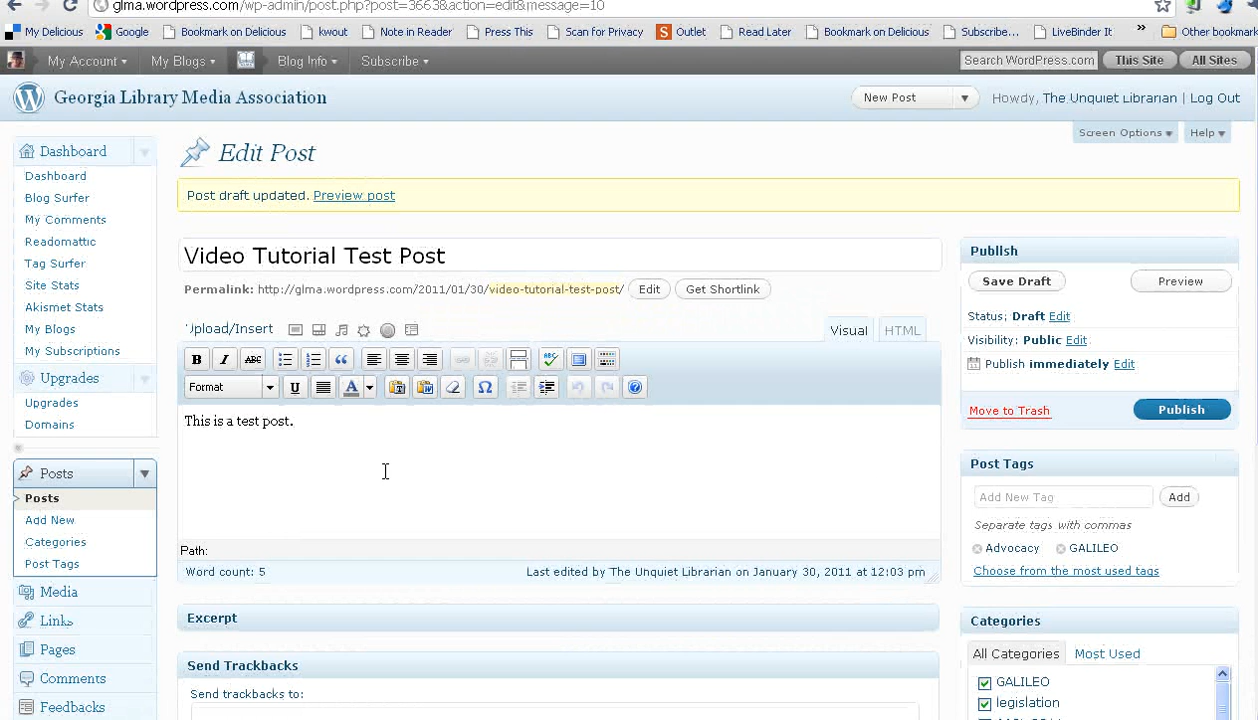 glma.wordpress.com/wp-admin/post.php?post=3663&action=edit&message=10
My Delicious Google Bookmark on Delicious kwout Note in Reader Press This Scan for Privacy Outlet Read Later Bookmark on Delicious Subscribe... LiveBinder It » Other bookmark
My Account My Blogs Blog Info Subscribe Search WordPress.com This Site All Sites
Georgia Library Media Association New Post Howdy, The Unquiet Librarian | Log Out
Screen Options Help
Edit Post
Post draft updated. Preview post
Dashboard
Dashboard
Blog Surfer
My Comments
Readomattic
Tag Surfer
Site Stats
Akismet Stats
My Blogs
My Subscriptions
Upgrades
Upgrades
Domains
Posts
Posts
Add New
Categories
Post Tags
Media
Links
Pages
Comments
Feedbacks
Video Tutorial Test Post
Permalink: http://glma.wordpress.com/2011/01/30/video-tutorial-test-post/ Edit Get Shortlink
Upload/Insert Visual HTML
B I ABC
Format U A Ω
This is a test post.
Path:
Word count: 5 Last edited by The Unquiet Librarian on January 30, 2011 at 12:03 pm
Excerpt
Send Trackbacks
Send trackbacks to:
Publish
Save Draft Preview
Status: Draft Edit
Visibility: Public Edit
Publish immediately Edit
Move to Trash Publish
Post Tags
Add New Tag Add
Separate tags with commas
Advocacy GALILEO
Choose from the most used tags
Categories
All Categories Most Used
GALILEO
legislation